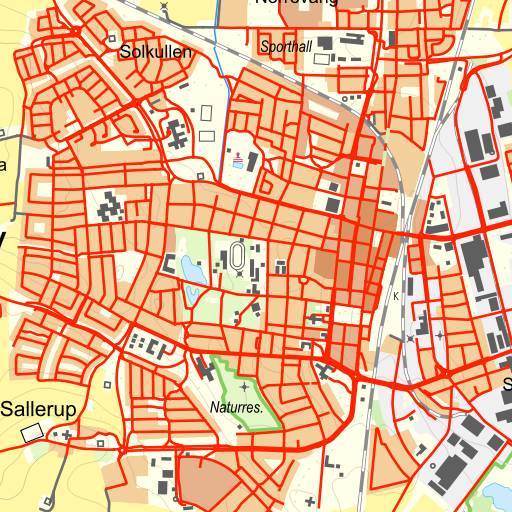 Norrevång
Solkullen
Sporthall
a
y
K
Sallerup
Naturres.
S